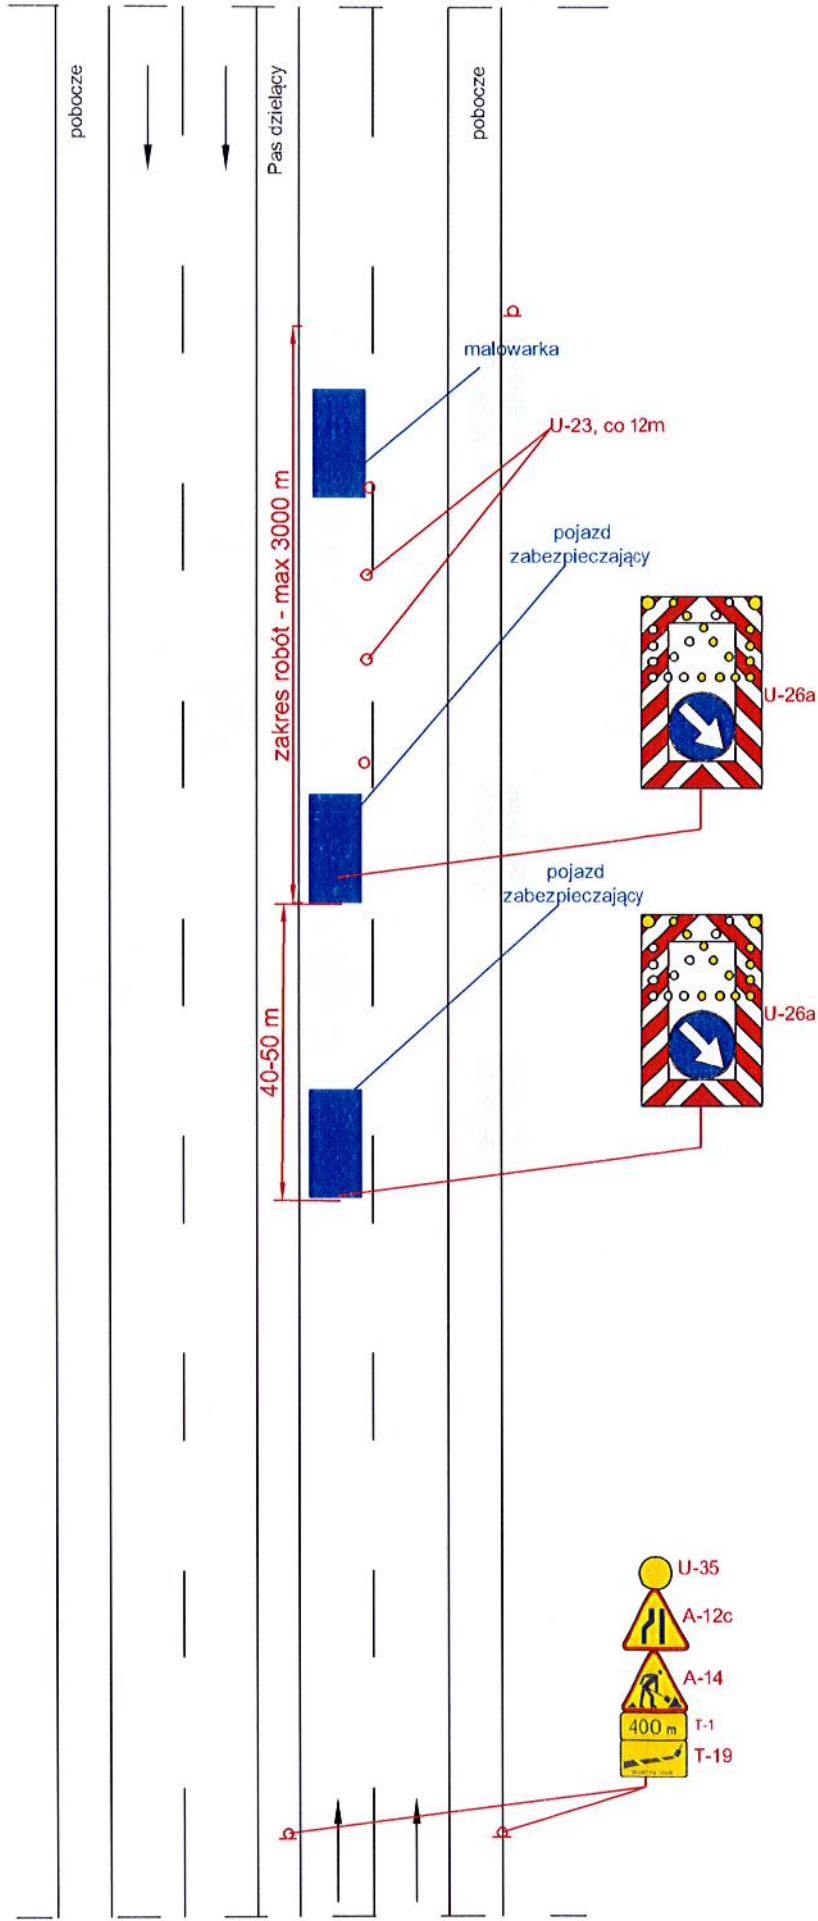 pobocze
Pas dzielący
pobocze
malowarka
U-23, co 12m
zakres robót - max 3000 m
pojazd
zabezpieczający
U-26a
pojazd
zabezpieczający
U-26a
40-50 m
U-35
A-12c
A-14
400 m
T-1
T-19